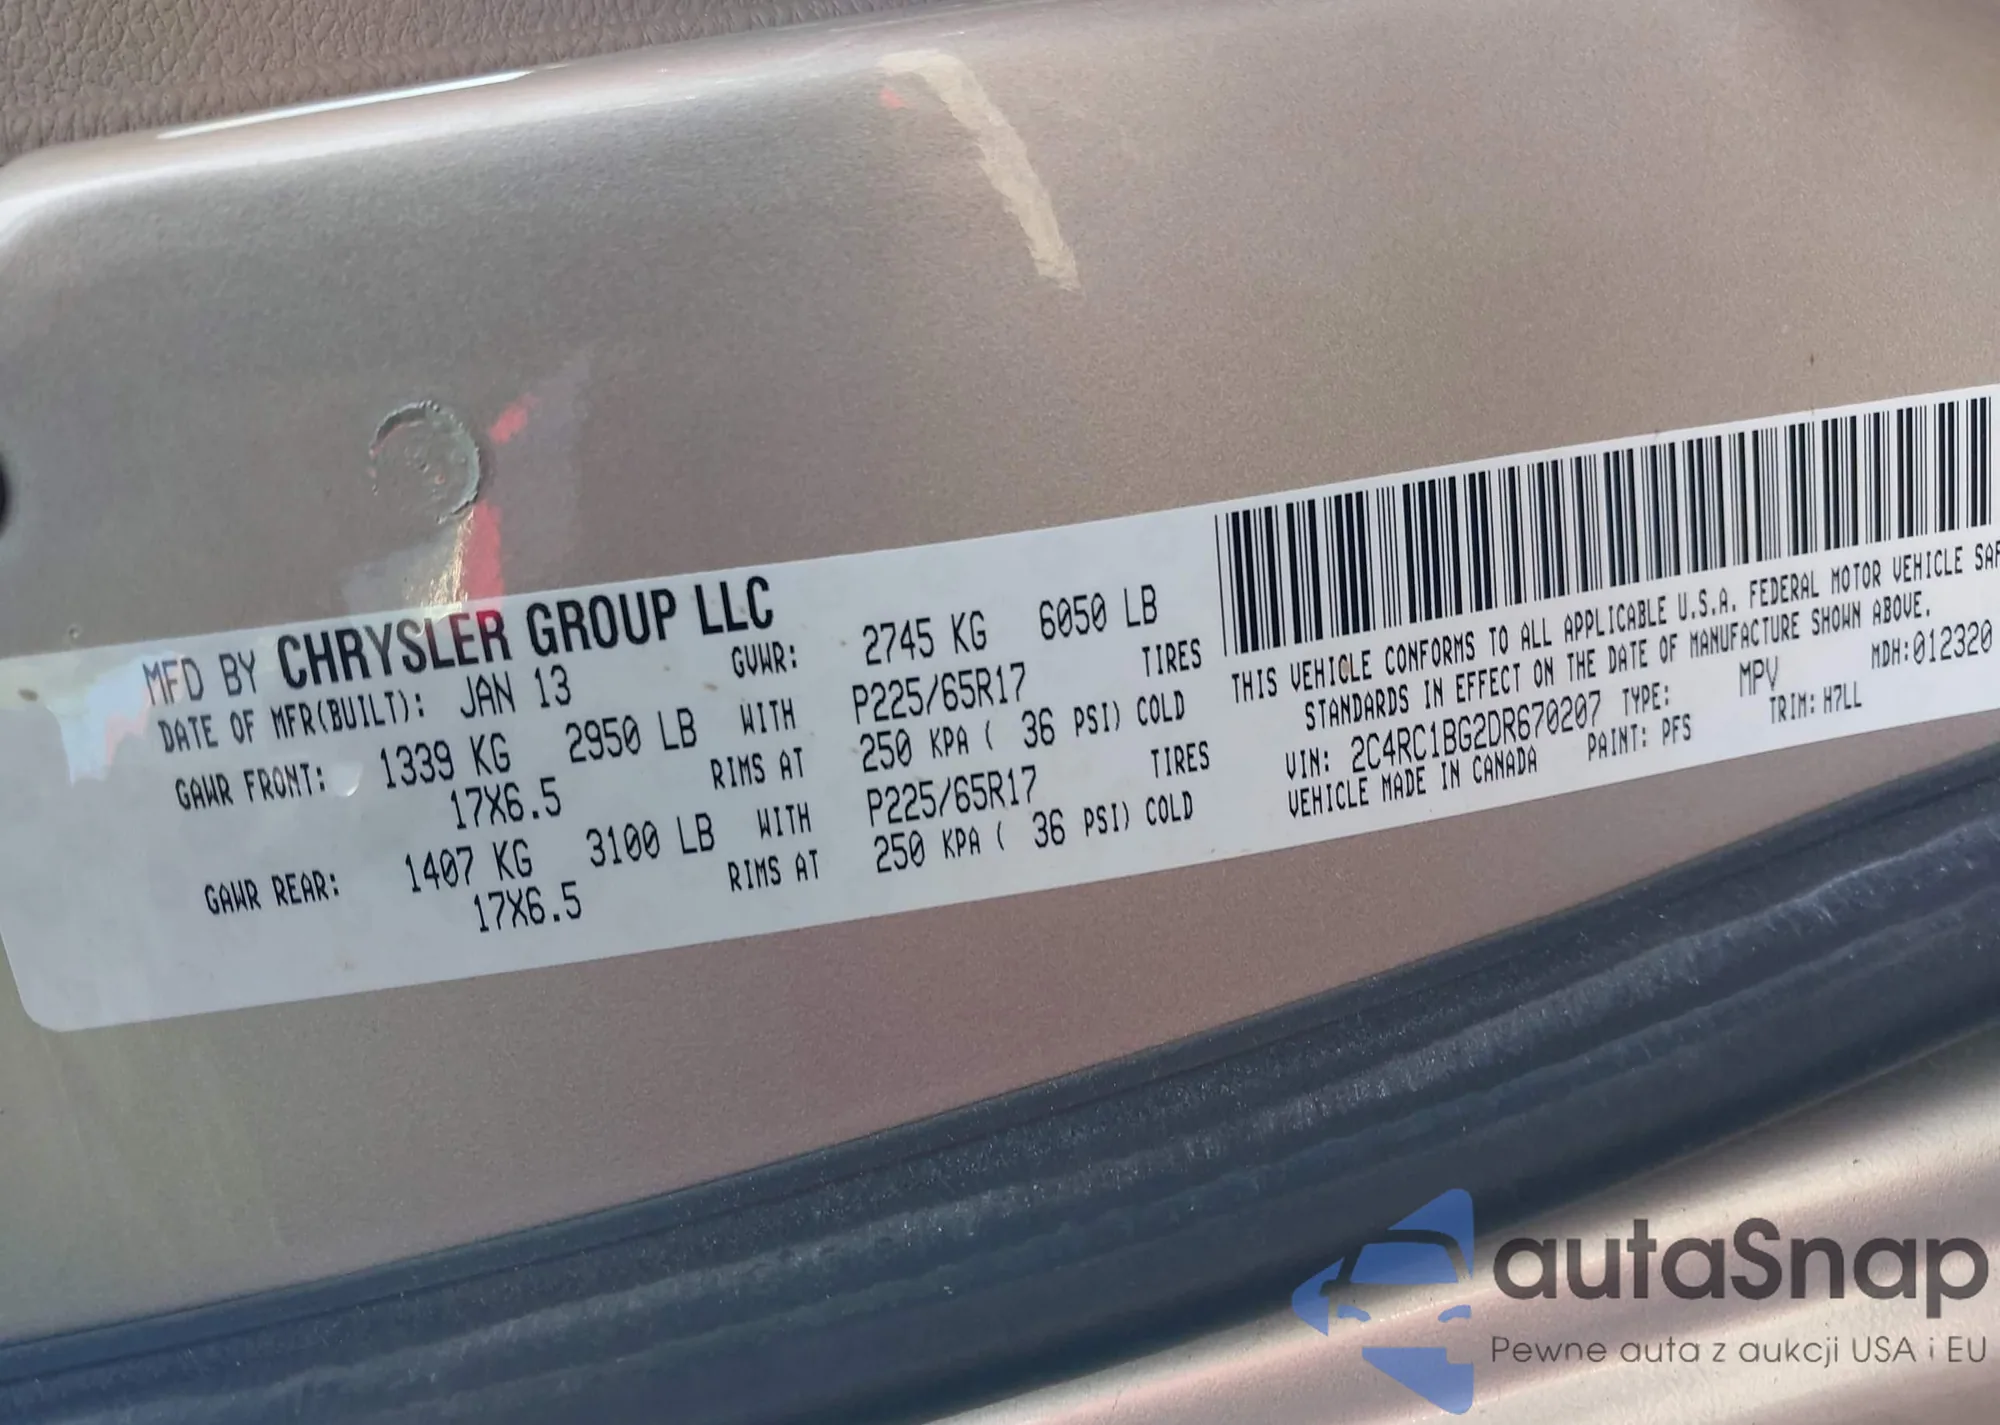 MFD BY CHRYSLER GROUP LLC
DATE OF MFR(BUILT): JAN 13 GVWR: 2745 KG 6050 LB
GAWR FRONT: 1339 KG 2950 LB WITH P225/65R17 TIRES
17X6.5 RIMS AT 250 KPA ( 36 PSI) COLD
GAWR REAR: 1407 KG 3100 LB WITH P225/65R17 TIRES
17X6.5 RIMS AT 250 KPA ( 36 PSI) COLD
THIS VEHICLE CONFORMS TO ALL APPLICABLE U.S.A. FEDERAL MOTOR VEHICLE SAF
STANDARDS IN EFFECT ON THE DATE OF MANUFACTURE SHOWN ABOVE.
VIN: 2C4RC1BG2DR670207 TYPE: MPV MDH:012320
VEHICLE MADE IN CANADA PAINT: PFS TRIM: H7LL
autaSnap
Pewne auta z aukcji USA i EU